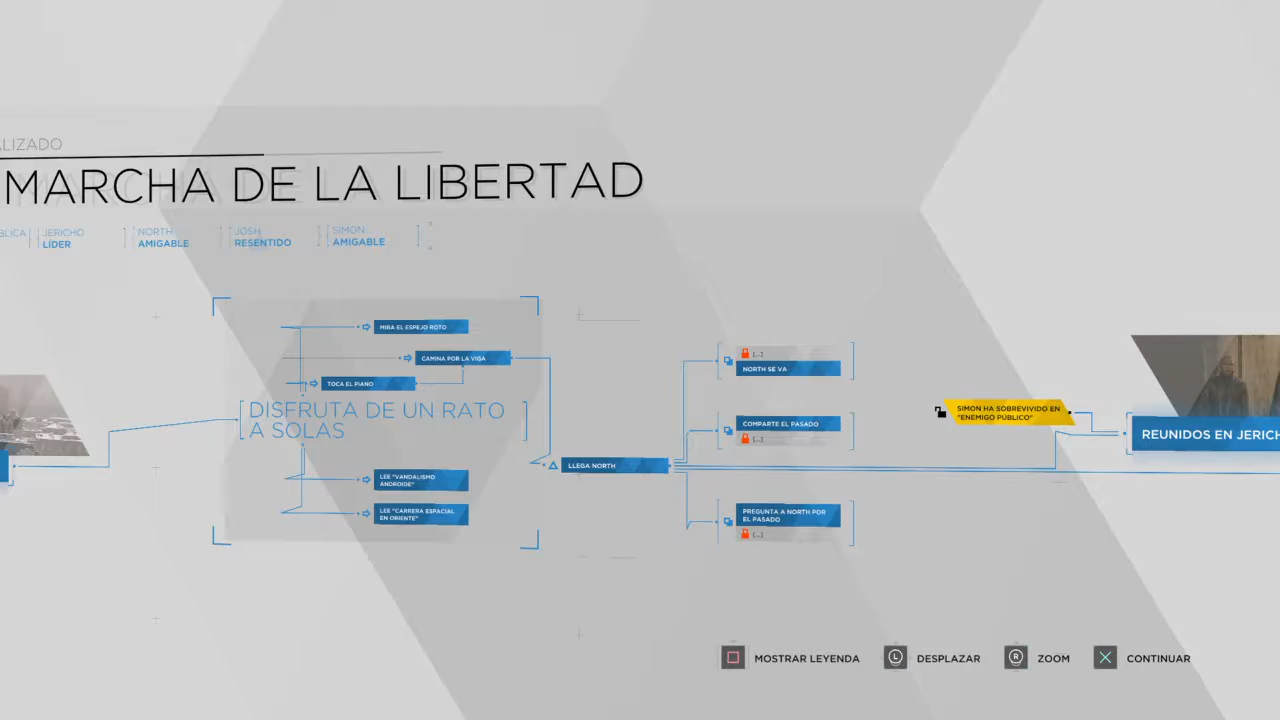 ALIZADO
MARCHA DE LA LIBERTAD
BLICA
JERICHO
LÍDER
NORTH
AMIGABLE
JOSH
RESENTIDO
SIMON
AMIGABLE
MIRA EL ESPEJO ROTO
CAMINA POR LA VIGA
TOCA EL PIANO
DISFRUTA DE UN RATO
A SOLAS
LEE "VANDALISMO
ANDROIDE"
LEE "CARRERA ESPACIAL
EN ORIENTE"
LLEGA NORTH
[...]
NORTH SE VA
COMPARTE EL PASADO
[...]
PREGUNTA A NORTH POR
EL PASADO
[...]
SIMON HA SOBREVIVIDO EN
"ENEMIGO PÚBLICO"
REUNIDOS EN JERICH
MOSTRAR LEYENDA
L
DESPLAZAR
R
ZOOM
CONTINUAR